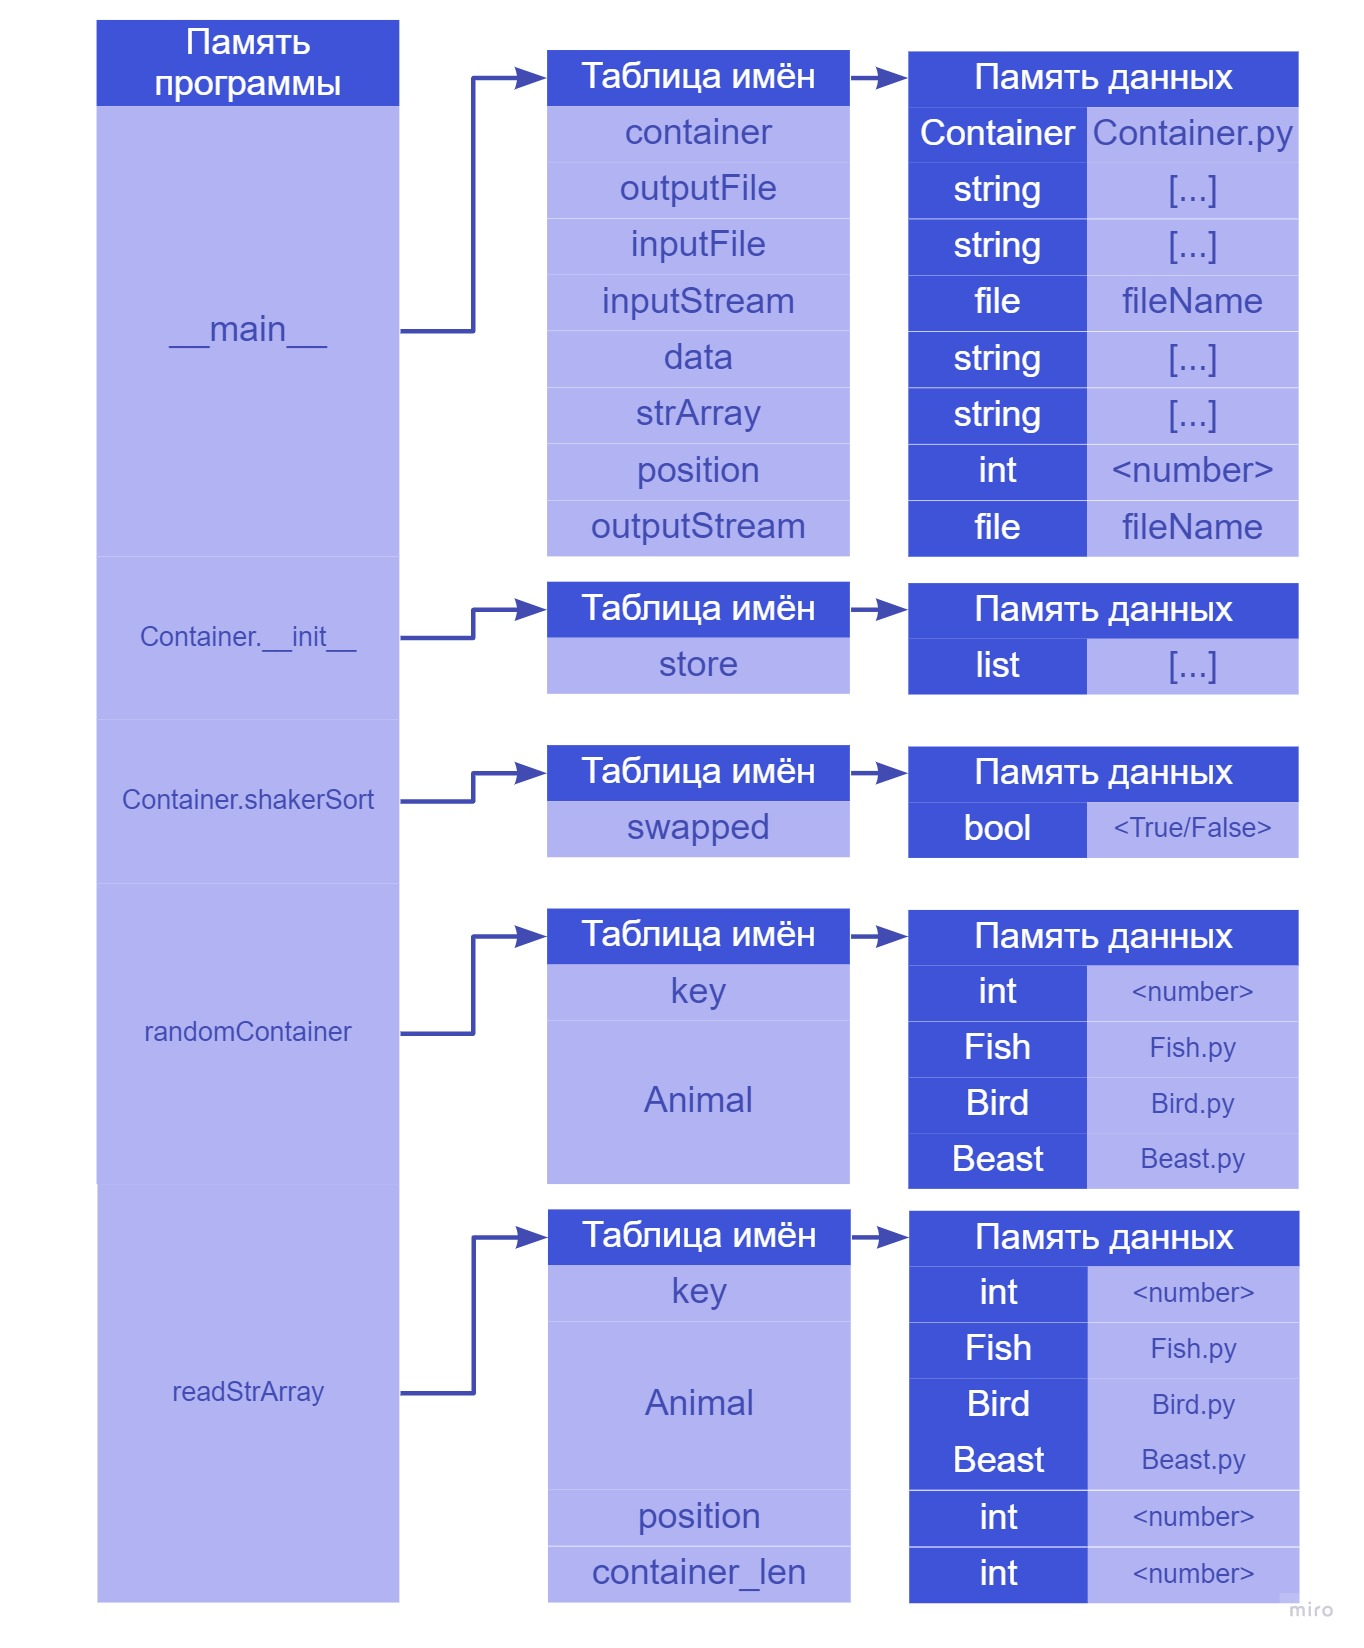 Память
программы
__main__
Таблица имён
Память данных
container
Container
Container.py
outputFile
string
[...]
inputFile
string
[...]
inputStream
file
fileName
data
string
[...]
strArray
string
[...]
position
int
<number>
outputStream
file
fileName
Container.__init__
Таблица имён
Память данных
store
list
[...]
Container.shakerSort
Таблица имён
Память данных
swapped
bool
<True/False>
randomContainer
Таблица имён
Память данных
key
int
<number>
Animal
Fish
Fish.py
Bird
Bird.py
Beast
Beast.py
readStrArray
Таблица имён
Память данных
key
int
<number>
Animal
Fish
Fish.py
Bird
Bird.py
Beast
Beast.py
position
int
<number>
container_len
int
<number>
miro